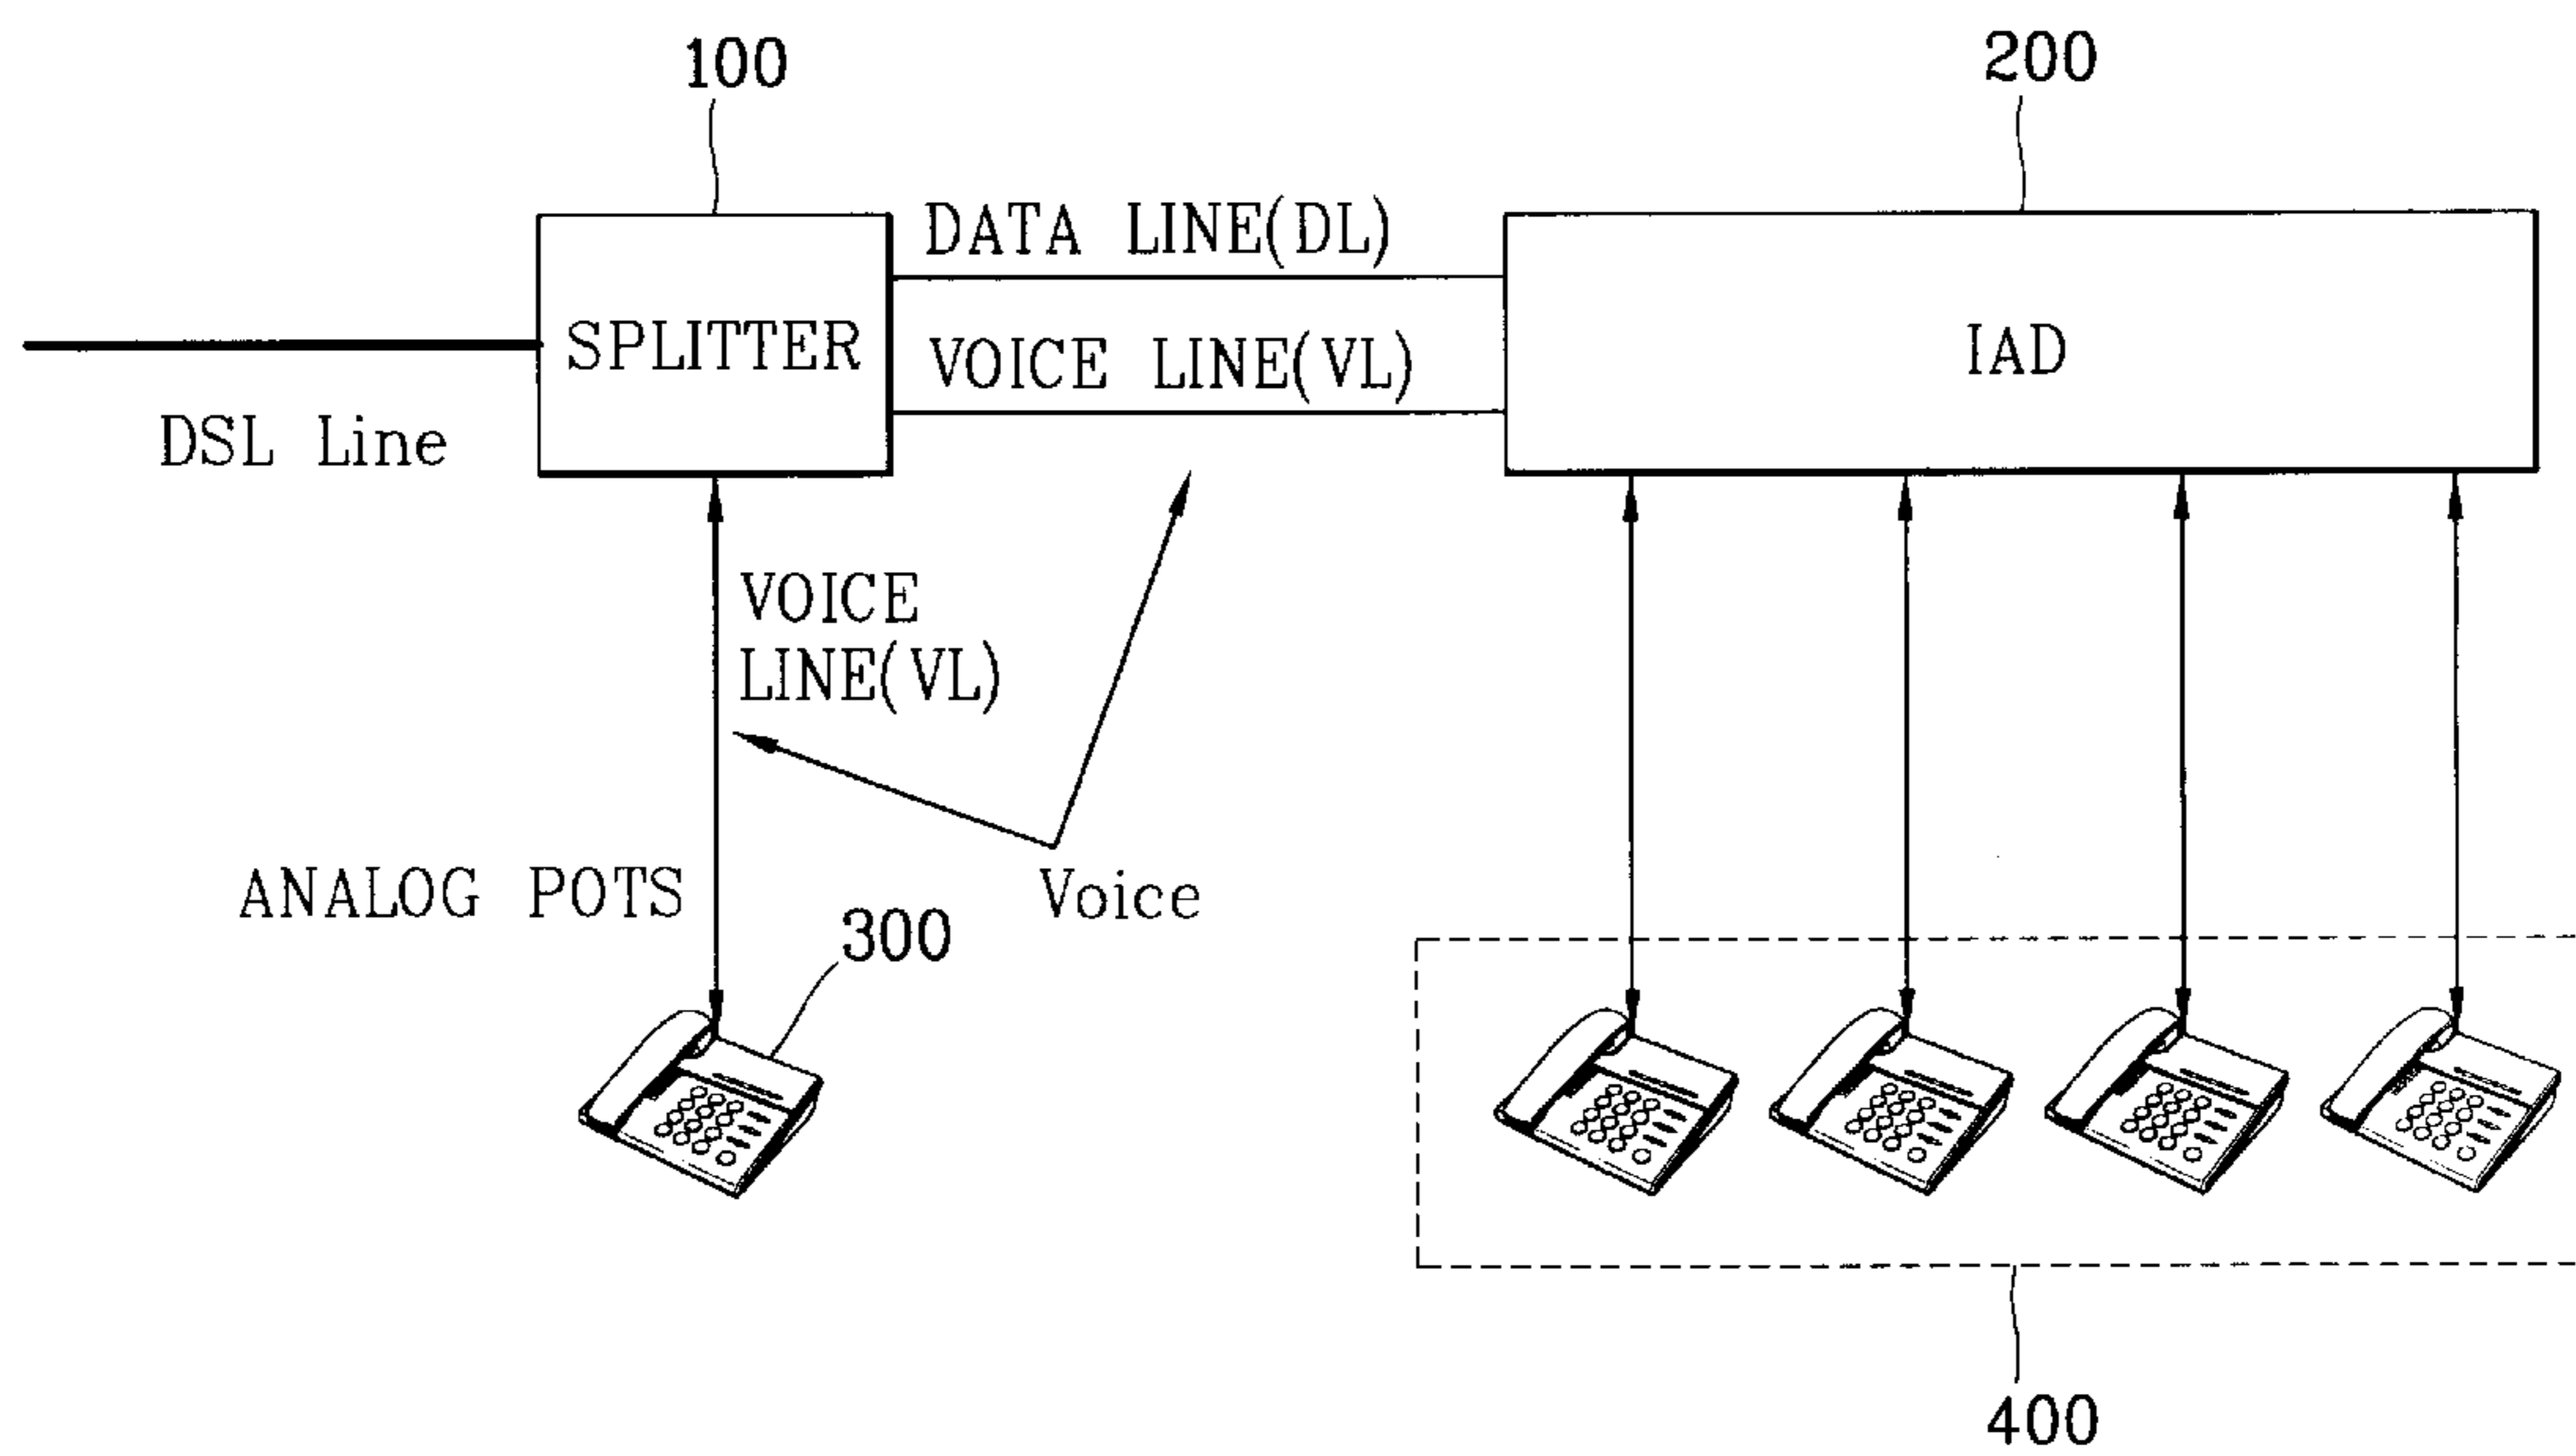 100
200
DATA LINE(DL)
SPLITTER
VOICE LINE(VL)
IAD
DSL Line
VOICE
LINE(VL)
ANALOG POTS
Voice
300
400